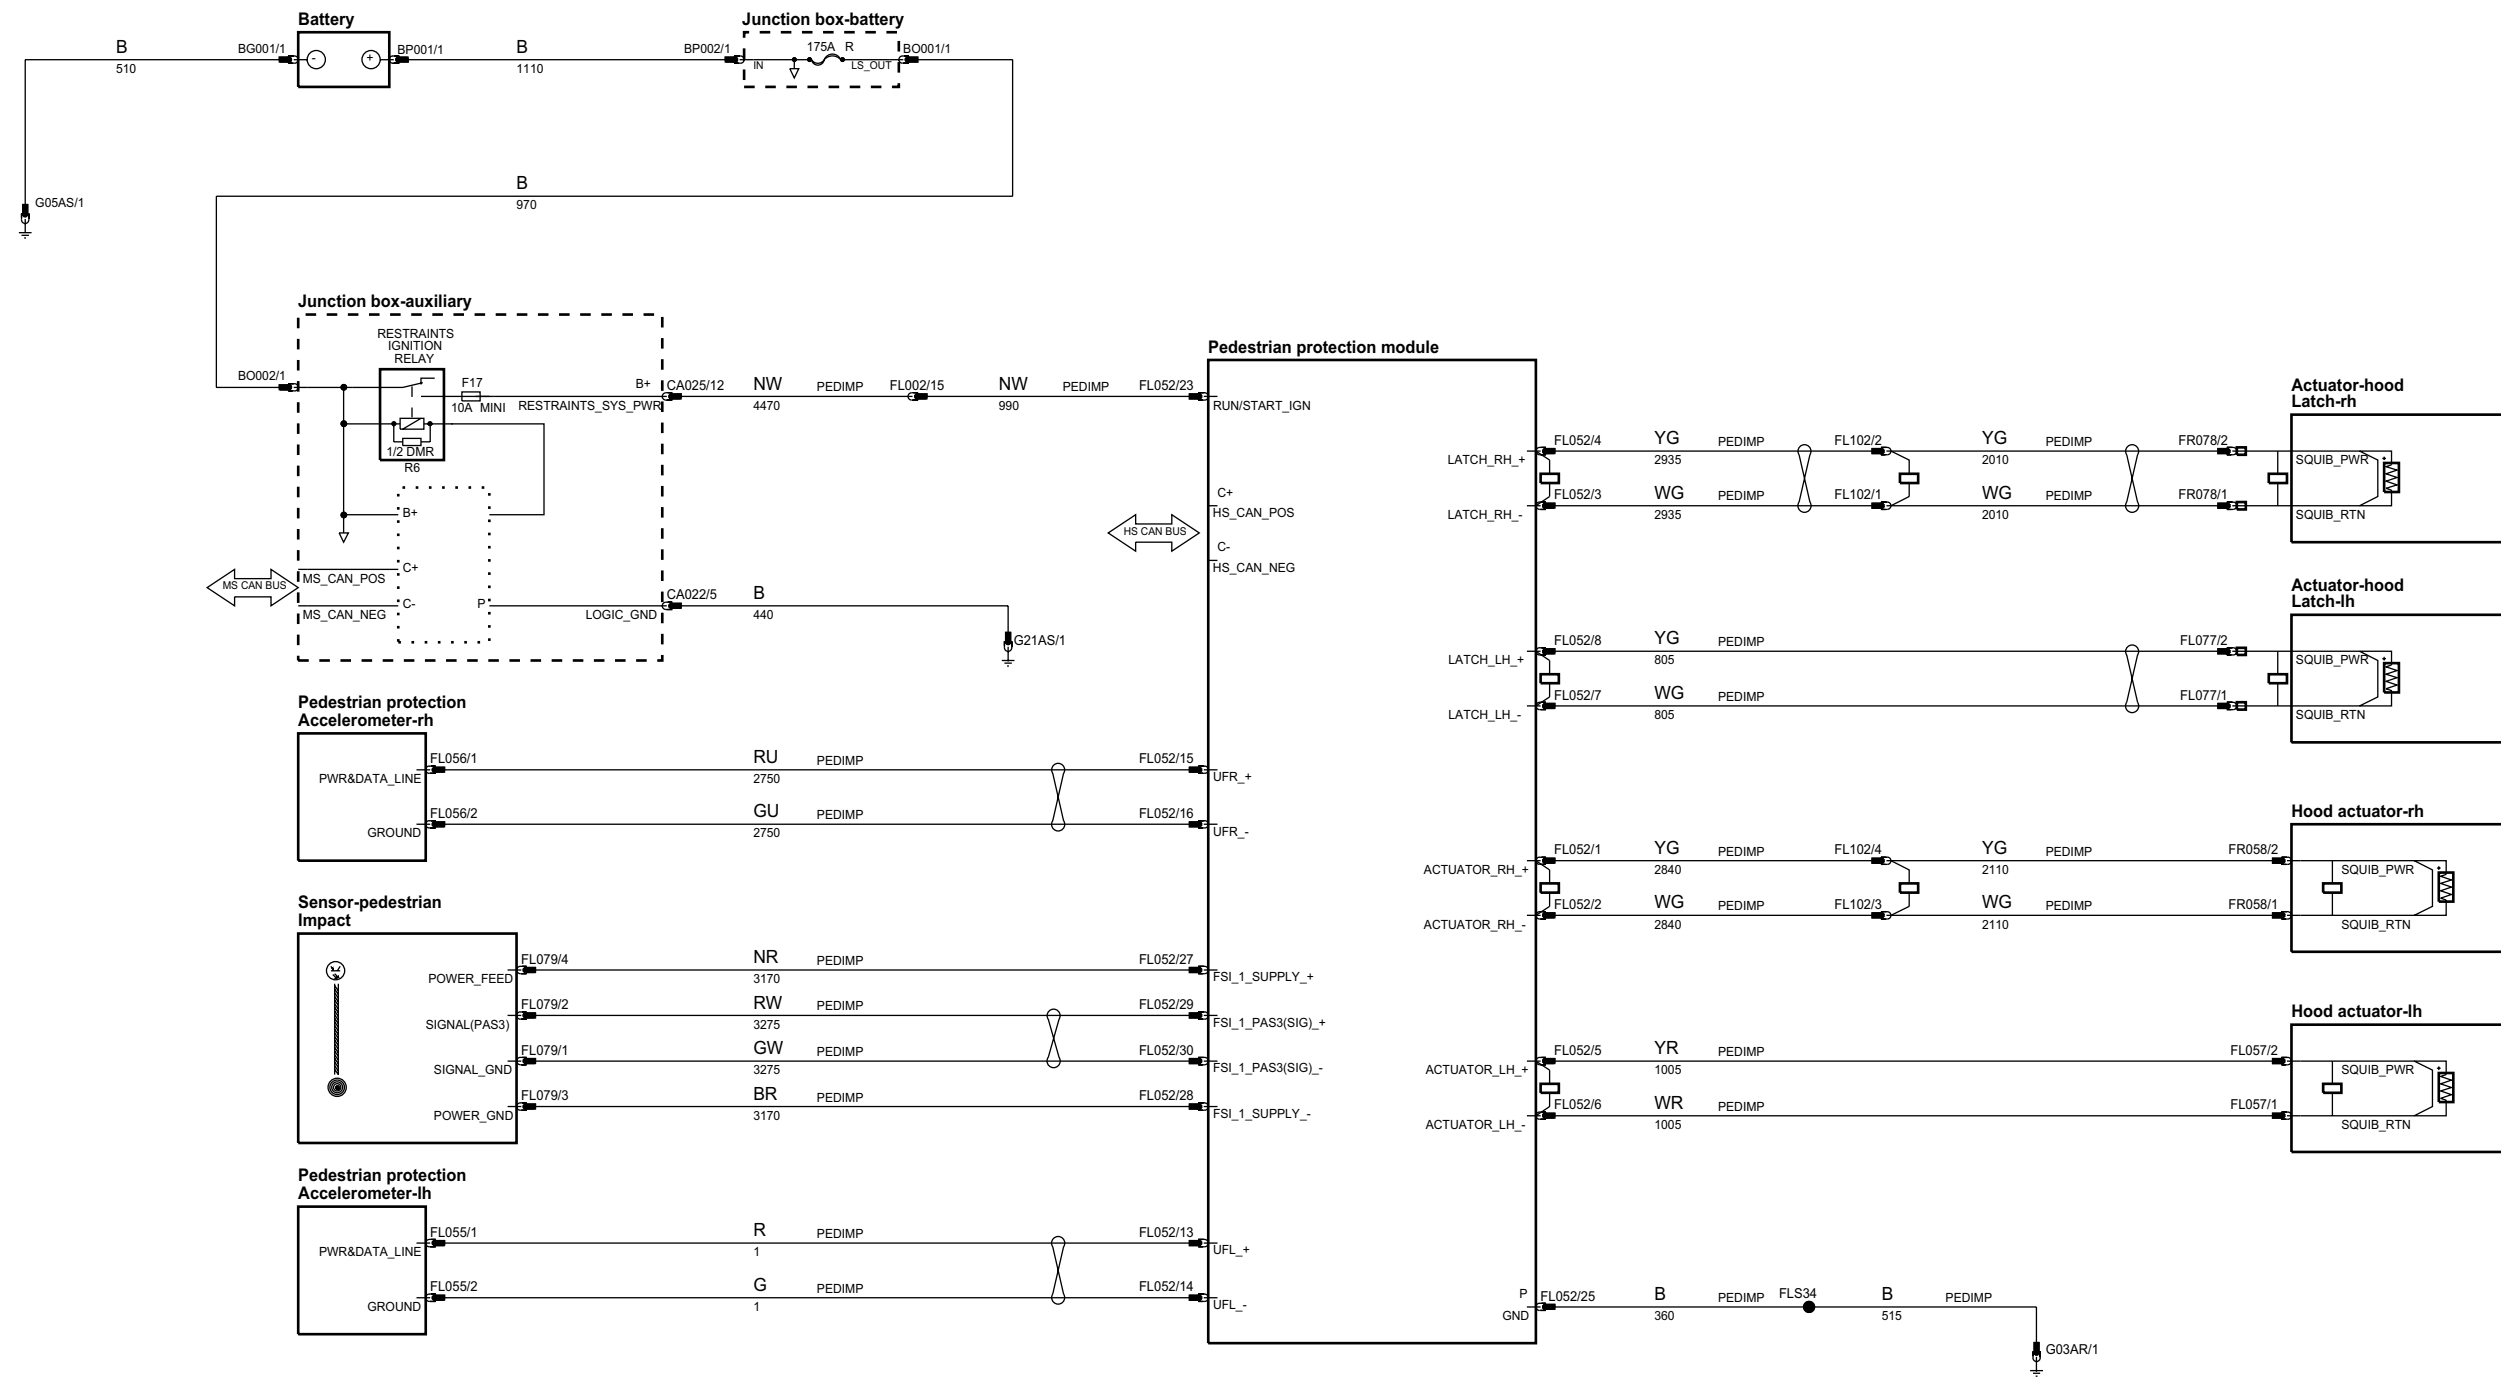 Battery
Junction box-battery
B
BG001/1
-
+
BP001/1
B
BP002/1
175A R
BO001/1
510
1110
IN
LS_OUT
B
970
G05AS/1
Junction box-auxiliary
RESTRAINTS
IGNITION
RELAY
BO002/1
F17
10A MINI
B+
RESTRAINTS_SYS_PWR
CA025/12
NW
4470
PEDIMP
FL002/15
NW
990
PEDIMP
FL052/23
1/2 DMR
R6
B+
MS CAN BUS
C+
MS_CAN_POS
C-
MS_CAN_NEG
P
LOGIC_GND
CA022/5
B
440
G21AS/1
Pedestrian protection module
RUN/START_IGN
C+
HS_CAN_POS
HS CAN BUS
C-
HS_CAN_NEG
Pedestrian protection
Accelerometer-rh
PWR&DATA_LINE
FL056/1
RU
2750
PEDIMP
FL052/15
UFR_+
GROUND
FL056/2
GU
2750
PEDIMP
FL052/16
UFR_-
Sensor-pedestrian
Impact
POWER_FEED
FL079/4
NR
3170
PEDIMP
FL052/27
FSI_1_SUPPLY_+
SIGNAL(PAS3)
FL079/2
RW
3275
PEDIMP
FL052/29
FSI_1_PAS3(SIG)_+
SIGNAL_GND
FL079/1
GW
3275
PEDIMP
FL052/30
FSI_1_PAS3(SIG)_-
POWER_GND
FL079/3
BR
3170
PEDIMP
FL052/28
FSI_1_SUPPLY_-
Pedestrian protection
Accelerometer-lh
PWR&DATA_LINE
FL055/1
R
1
PEDIMP
FL052/13
UFL_+
GROUND
FL055/2
G
1
PEDIMP
FL052/14
UFL_-
Actuator-hood
Latch-rh
LATCH_RH_+
FL052/4
YG
2935
PEDIMP
FL102/2
YG
2010
PEDIMP
FR078/2
SQUIB_PWR
+
LATCH_RH_-
FL052/3
WG
2935
PEDIMP
FL102/1
WG
2010
PEDIMP
FR078/1
SQUIB_RTN
Actuator-hood
Latch-lh
LATCH_LH_+
FL052/8
YG
805
PEDIMP
FL077/2
SQUIB_PWR
+
LATCH_LH_-
FL052/7
WG
805
PEDIMP
FL077/1
SQUIB_RTN
Hood actuator-rh
ACTUATOR_RH_+
FL052/1
YG
2840
PEDIMP
FL102/4
YG
2110
PEDIMP
FR058/2
SQUIB_PWR
+
ACTUATOR_RH_-
FL052/2
WG
2840
PEDIMP
FL102/3
WG
2110
PEDIMP
FR058/1
SQUIB_RTN
Hood actuator-lh
ACTUATOR_LH_+
FL052/5
YR
1005
PEDIMP
FL057/2
SQUIB_PWR
+
ACTUATOR_LH_-
FL052/6
WR
1005
PEDIMP
FL057/1
SQUIB_RTN
P
GND
FL052/25
B
360
PEDIMP
FLS34
B
515
PEDIMP
G03AR/1